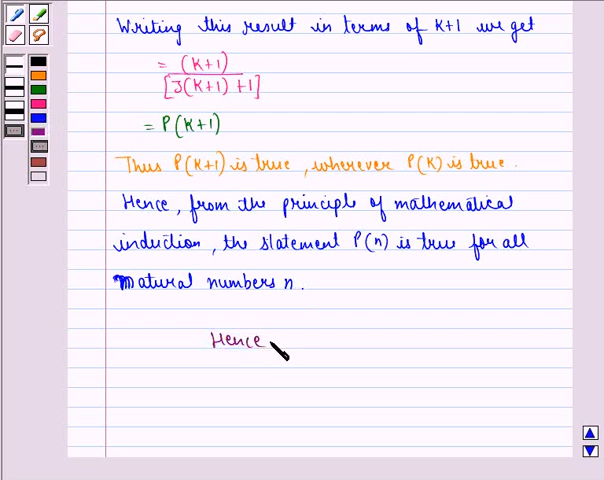 Writing this result in terms of K+1 we get
= (K+1)
[3(K+1)+1]
= P(K+1)
Thus P(K+1) is true, wherever P(K) is true.
Hence, from the principle of mathematical
induction, the statement P(n) is true for all
natural numbers n.
Hence